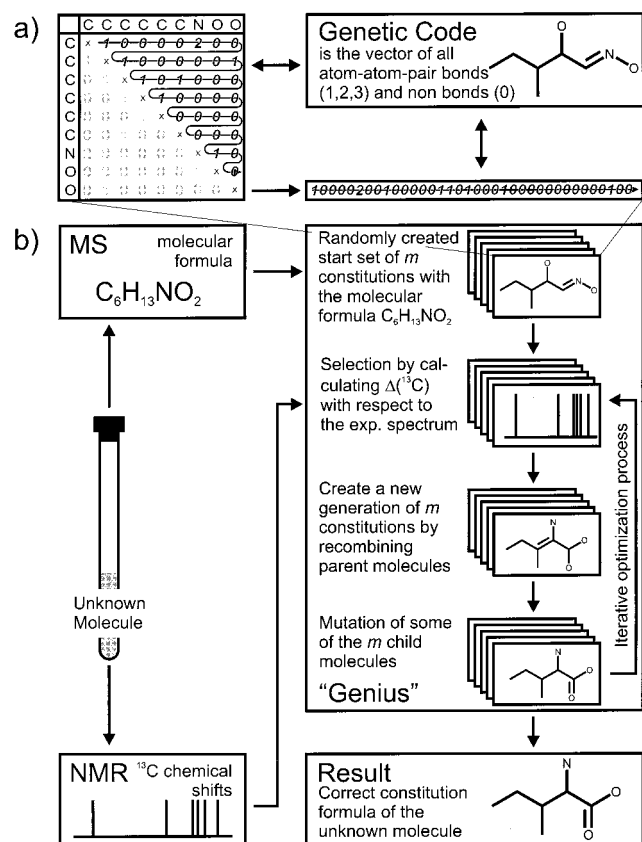 a)
C C C C C C N O O
C x 1 0 0 0 0 2 0 0
C x 1 0 0 0 0 0 1
C x 1 0 1 0 0 0
C x 1 0 0 0 0
C x 0 0 0 0
C x 0 0 0
N x 1 0
O x 0
O x
Genetic Code
is the vector of all
atom-atom-pair bonds
(1,2,3) and non bonds (0)
O
N
O
100002001000001101000100000000000100
b)
MS molecular
formula
C₆H₁₃NO₂
Unknown
Molecule
NMR ¹³C chemical
shifts
Randomly created
start set of m
constitutions with
the molecular
formula C₆H₁₃NO₂
O
N
O
Selection by cal-
culating Δ(¹³C)
with respect to
the exp. spectrum
Create a new
generation of m
constitutions by
recombining
parent molecules
N
O
O
Mutation of some
of the m child
molecules
"Genius"
N
O
O
Iterative optimization process
Result
Correct constitution
formula of the
unknown molecule
N
O
O